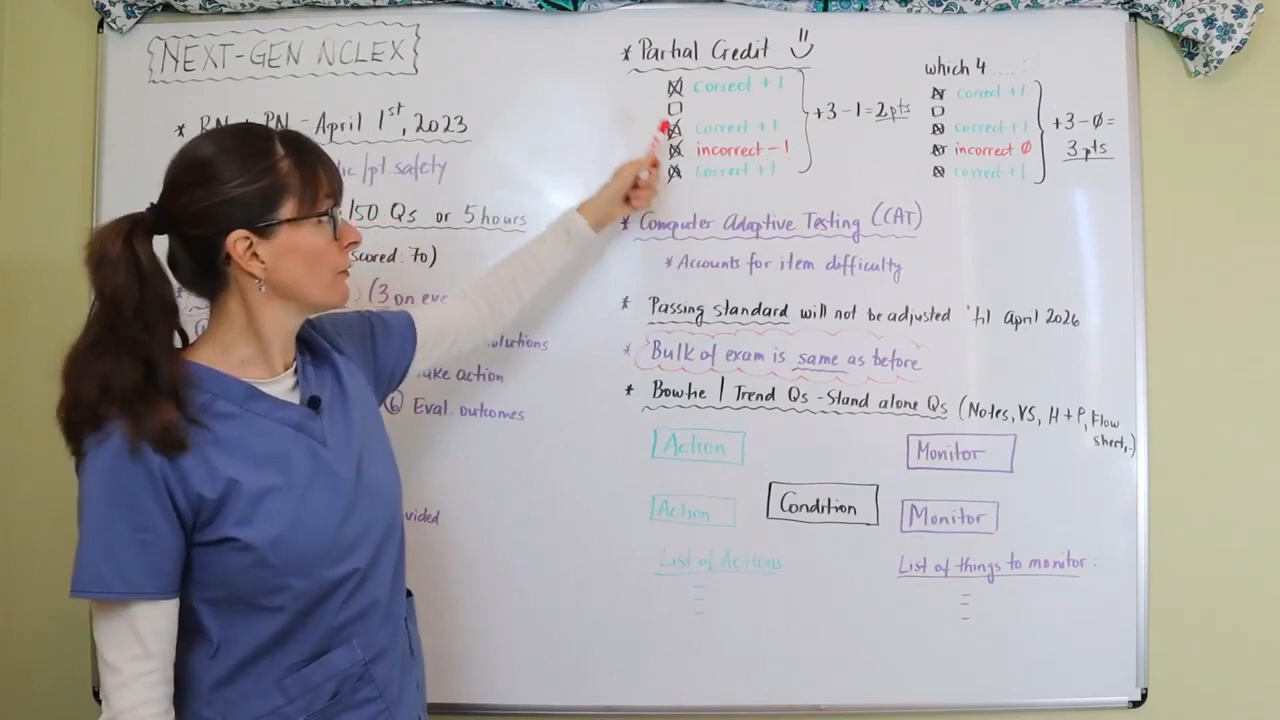 NEXT-GEN NCLEX
* RN + PN - April 1st, 2023
/pt. safety
150 Qs or 5 hours
scored: 70)
(3 on eve
olutions
ake action
⑥ Eval. outcomes
vided
* Partial Credit
correct +1
correct +1
incorrect -1
correct +1
+3 -1 = 2pts
which 4 .....
correct +1
correct +1
incorrect Ø
correct +1
+3 - Ø =
3 pts
* Computer Adaptive Testing (CAT)
* Accounts for item difficulty
* Passing standard will not be adjusted 'til April 2026
* Bulk of exam is same as before
* Bowtie / Trend Qs - Stand alone Qs (Notes, VS, H + P, Flow
sheet,..)
Action
Monitor
Condition
Action
Monitor
List of Actions
List of things to monitor: